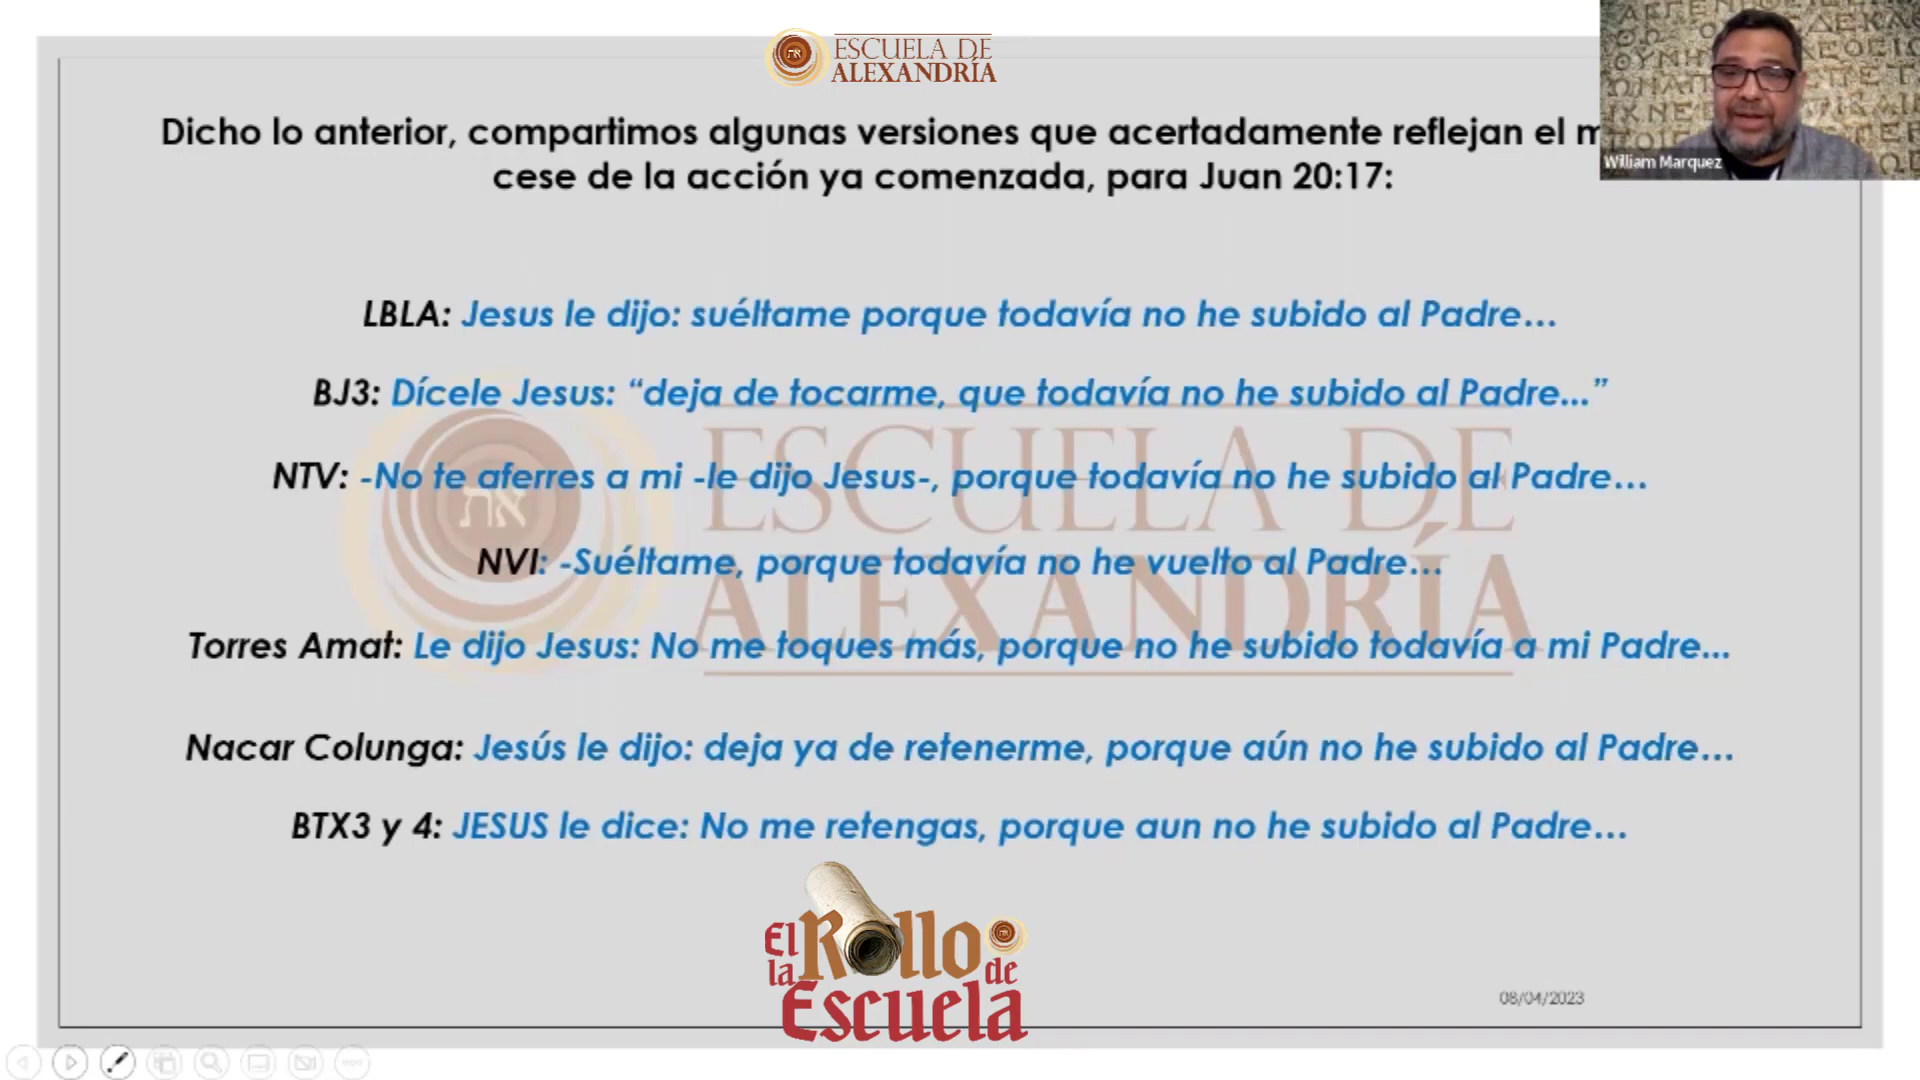 ESCUELA DE
ALEXANDRÍA
William Marquez
Dicho lo anterior, compartimos algunas versiones que acertadamente reflejan el
cese de la acción ya comenzada, para Juan 20:17:
LBLA: Jesus le dijo: suéltame porque todavía no he subido al Padre...
BJ3: Dícele Jesus: “deja de tocarme, que todavía no he subido al Padre...”
NTV: -No te aferres a mi -le dijo Jesus-, porque todavía no he subido al Padre...
NVI: -Suéltame, porque todavía no he vuelto al Padre...
Torres Amat: Le dijo Jesus: No me toques más, porque no he subido todavía a mi Padre...
Nacar Colunga: Jesús le dijo: deja ya de retenerme, porque aún no he subido al Padre...
BTX3 y 4: JESUS le dice: No me retengas, porque aun no he subido al Padre...
את
ESCUELA DE
ALEXANDRÍA
El Rollo
de
la Escuela
08/04/2023